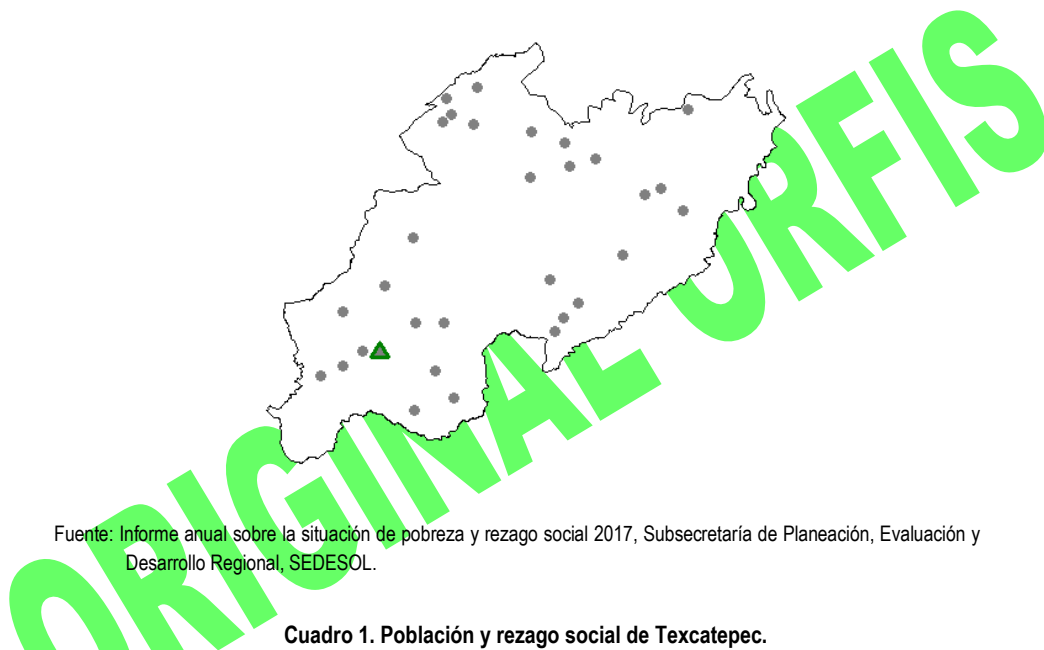 ORIGINAL ORFIS
Fuente: Informe anual sobre la situación de pobreza y rezago social 2017, Subsecretaría de Planeación, Evaluación y
Desarrollo Regional, SEDESOL.
Cuadro 1. Población y rezago social de Texcatepec.